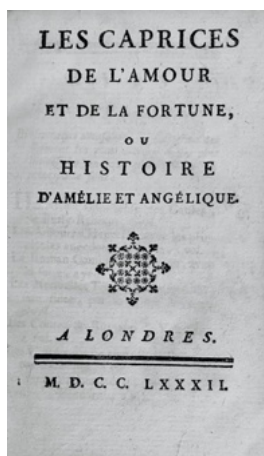 LES CAPRICES
DE L'AMOUR
ET DE LA FORTUNE,
OU
HISTOIRE
D'AMÉLIE ET ANGÉLIQUE.
A LONDRES.
M. D. C. C. LXXXII.